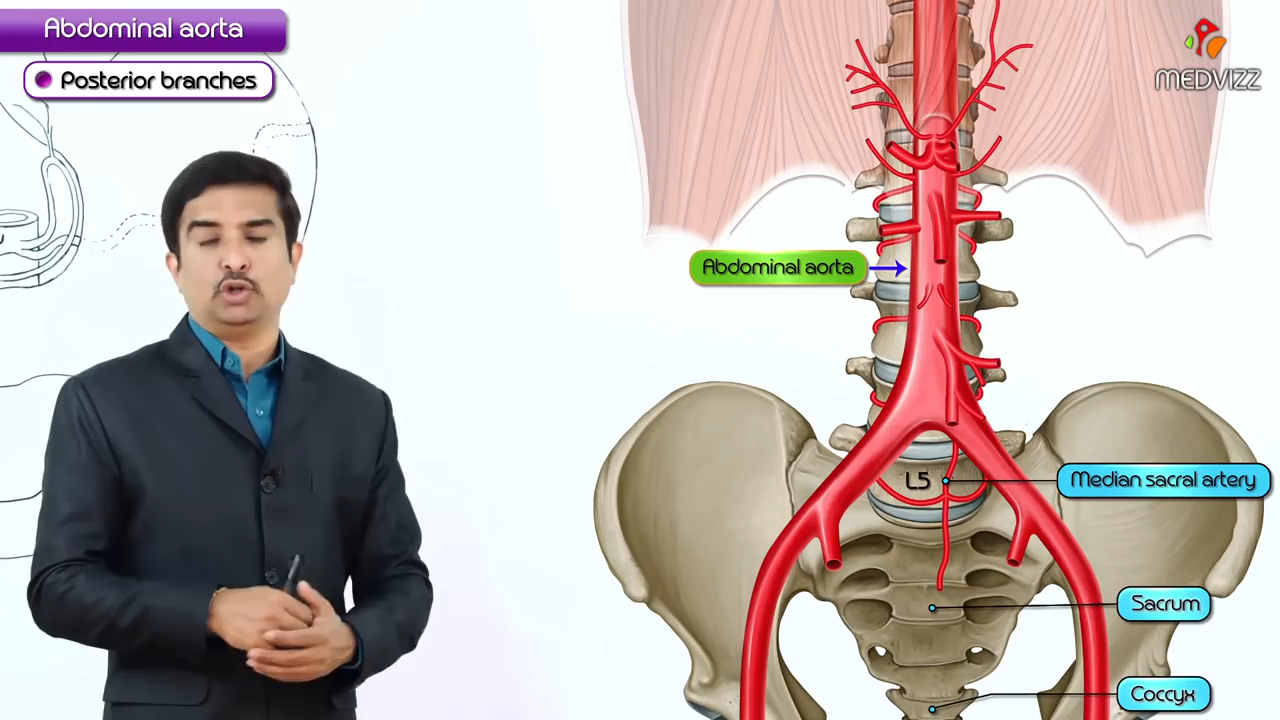 Abdominal aorta
Posterior branches
MEDVIZZ
Abdominal aorta
L5
Median sacral artery
Sacrum
Coccyx